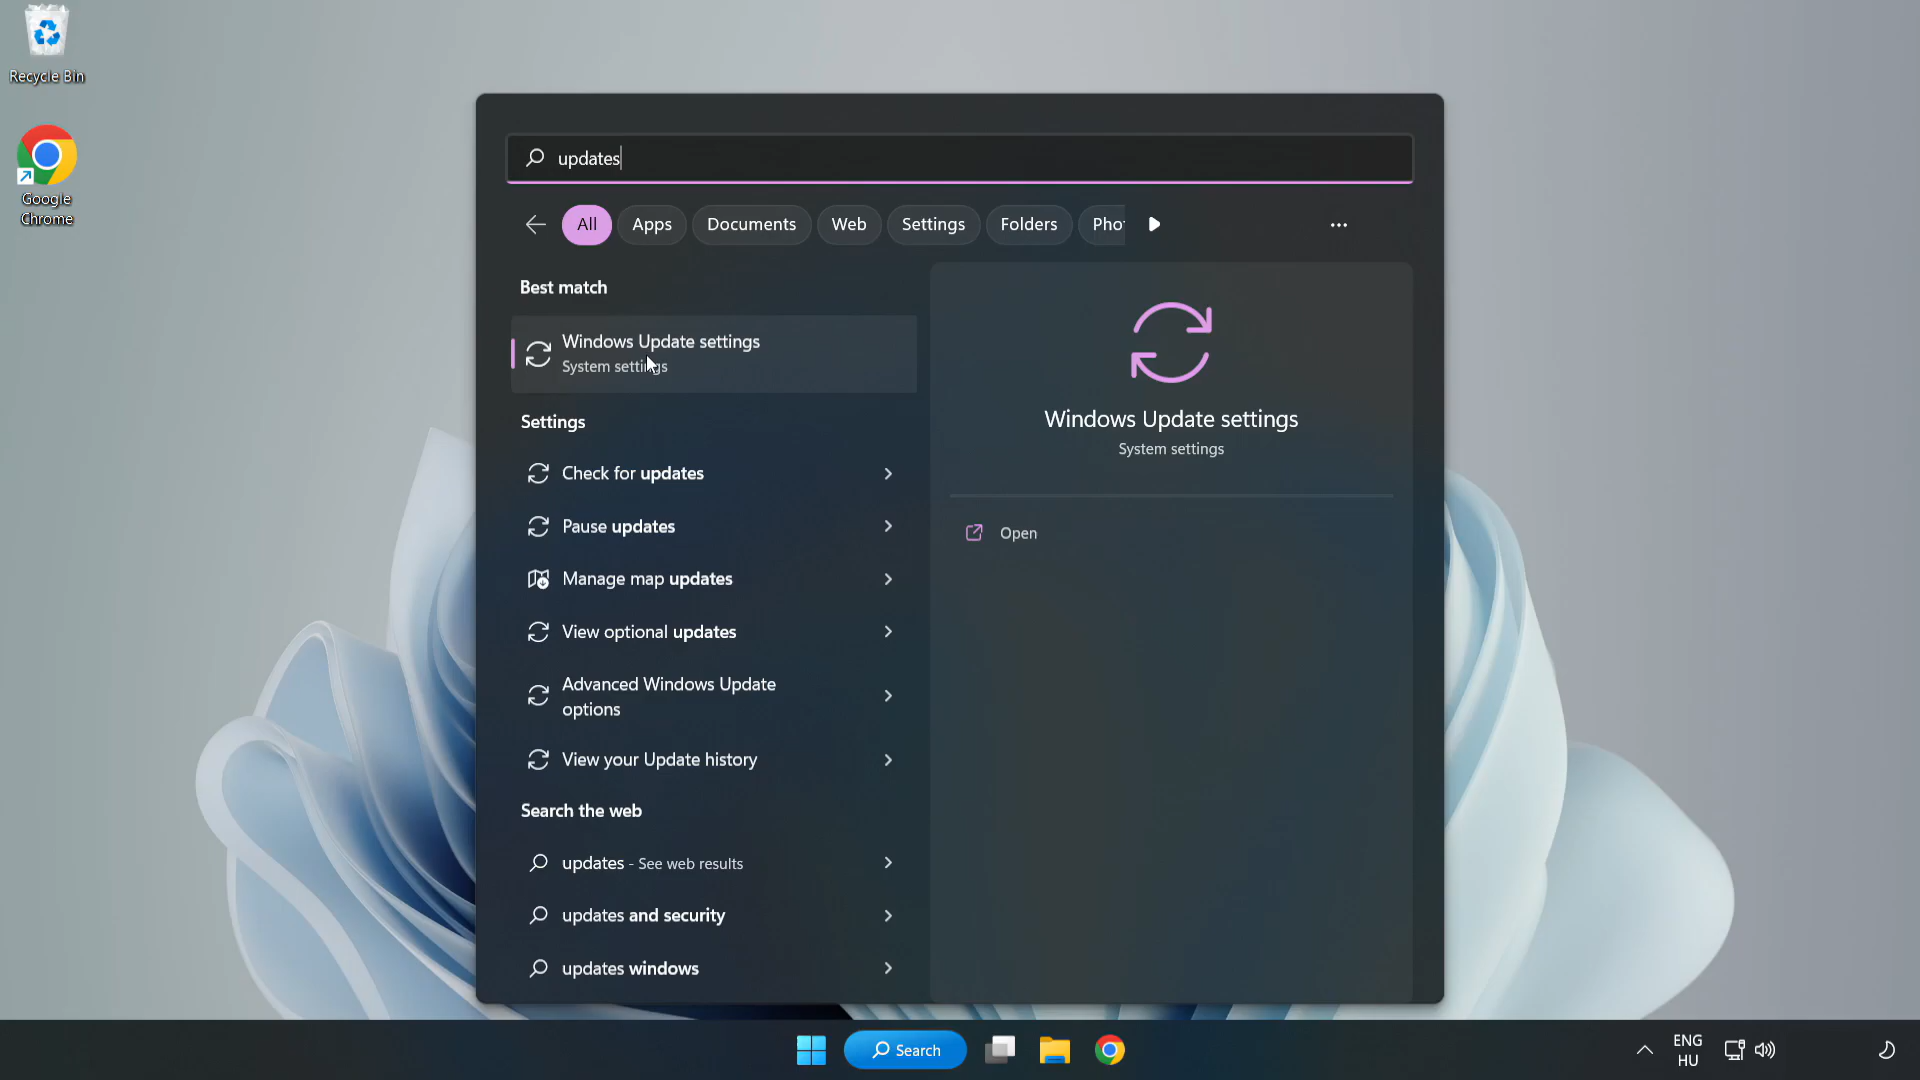 Recycle Bin
Google
Chrome
updates
All
Apps
Documents
Web
Settings
Folders
Pho
Best match
Windows Update settings
System settings
Settings
Check for updates
Pause updates
Manage map updates
View optional updates
Advanced Windows Update
options
View your Update history
Search the web
updates - See web results
updates and security
updates windows
Windows Update settings
System settings
Open
Search
ENG
HU